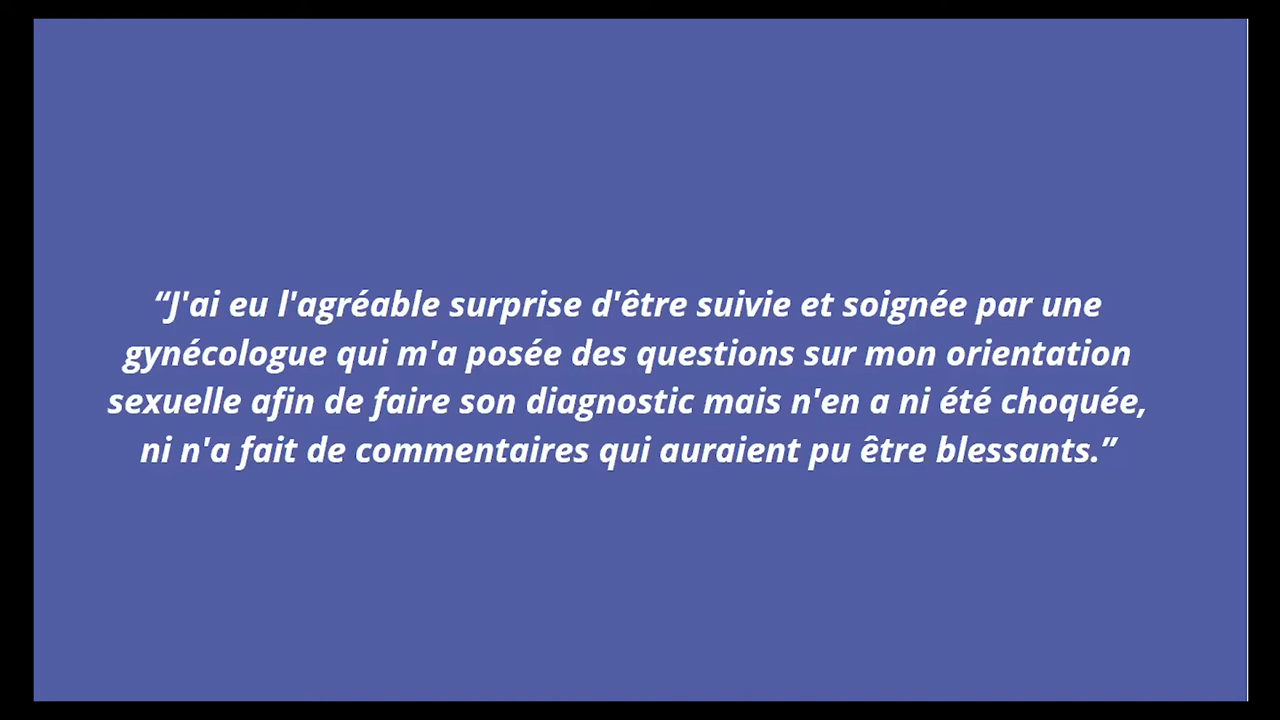 “J'ai eu l'agréable surprise d'être suivie et soignée par une
gynécologue qui m'a posée des questions sur mon orientation
sexuelle afin de faire son diagnostic mais n'en a ni été choquée,
ni n'a fait de commentaires qui auraient pu être blessants.”